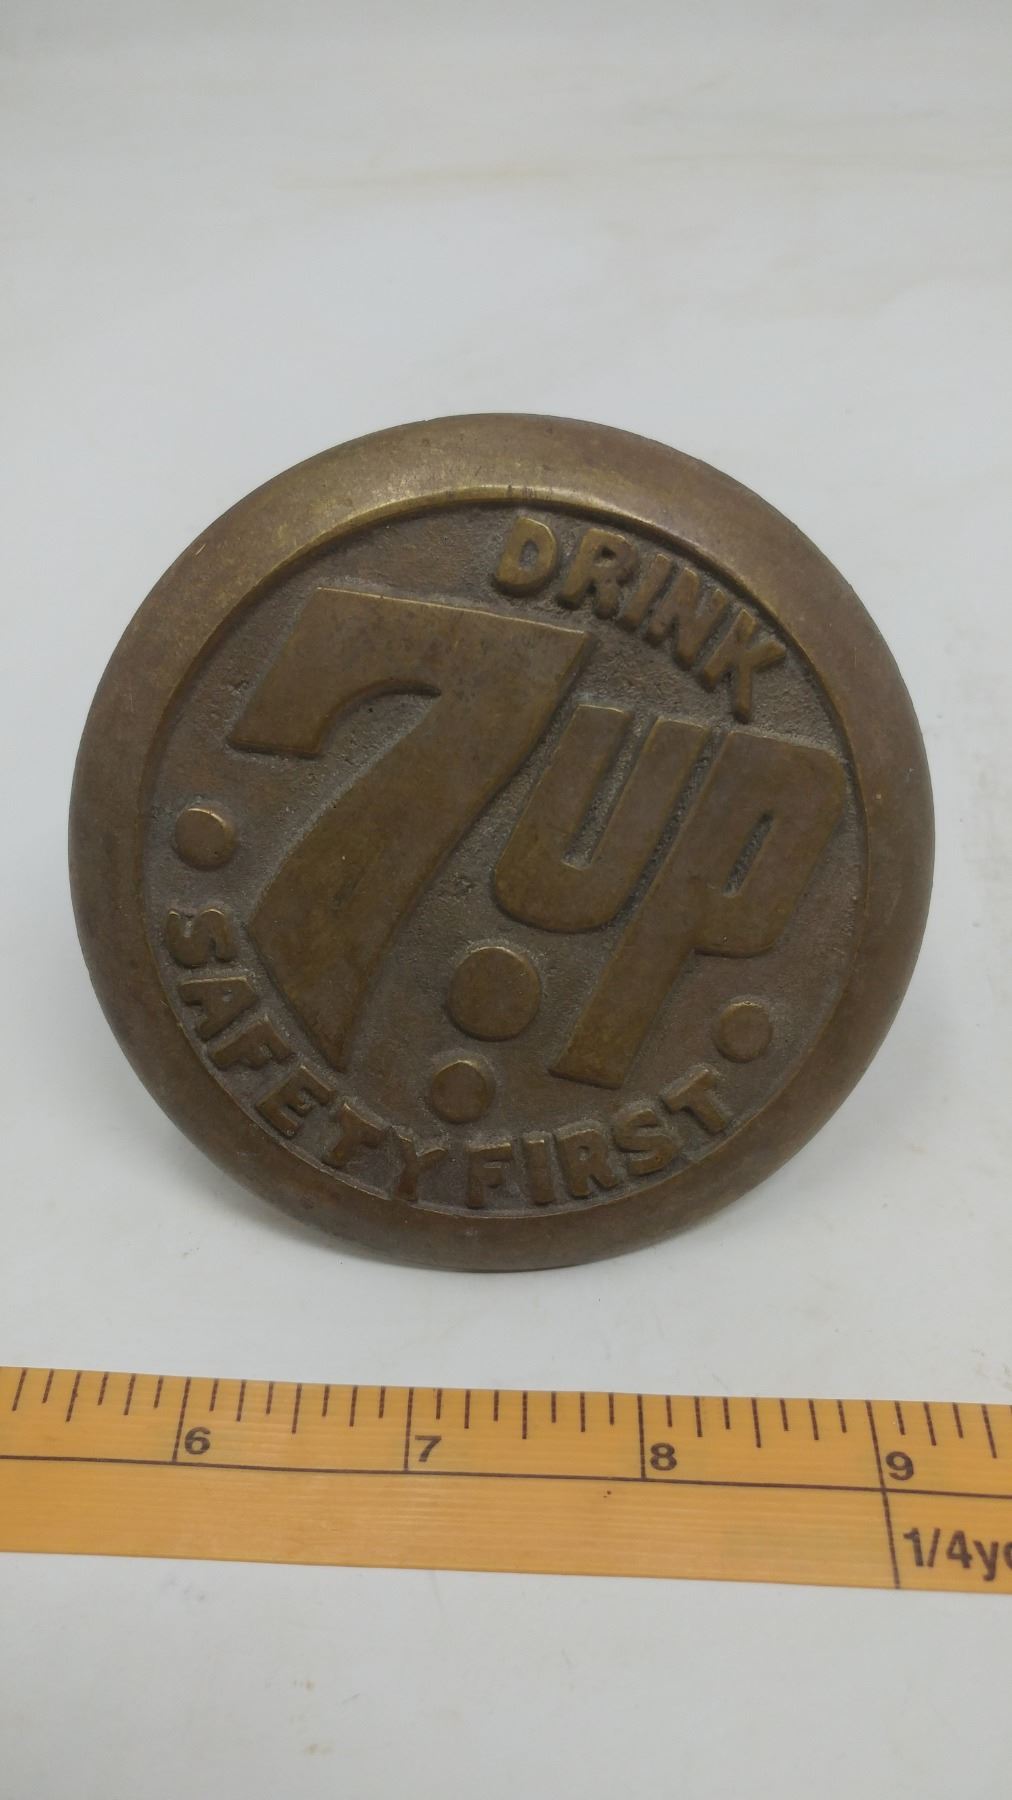 DRINK
7UP
SAFETY FIRST
6 7 8 9
1/4y